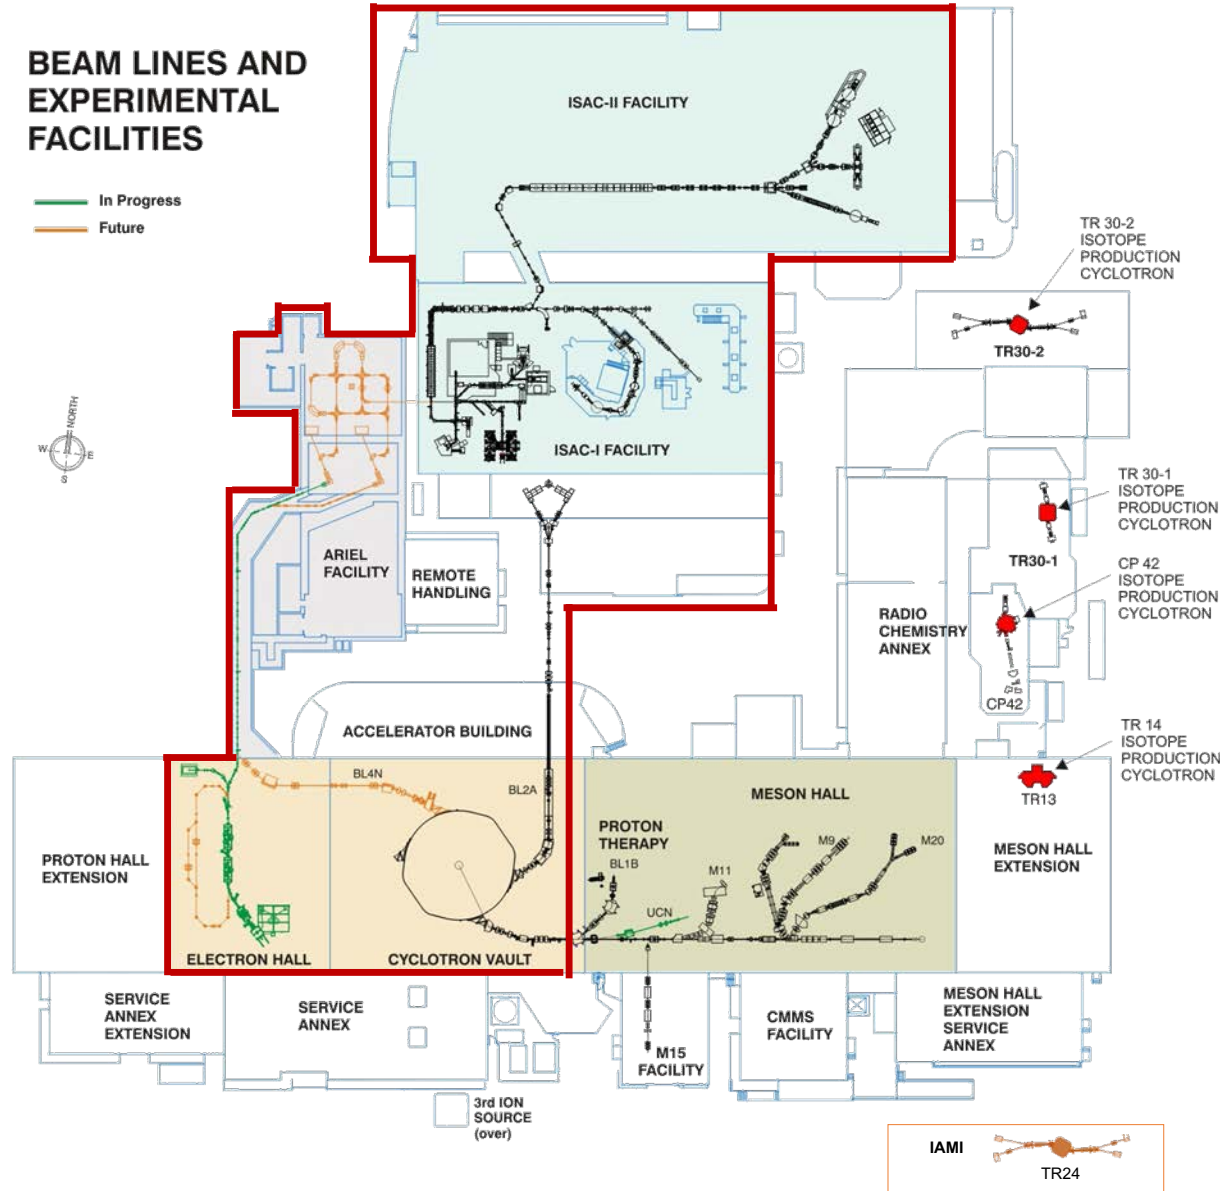 BEAM LINES AND
EXPERIMENTAL
FACILITIES
In Progress
Future
ISAC-II FACILITY
TR 30-2
ISOTOPE
PRODUCTION
CYCLOTRON
TR30-2
NORTH
W
E
S
ISAC-I FACILITY
TR 30-1
ISOTOPE
PRODUCTION
CYCLOTRON
TR30-1
ARIEL
FACILITY
REMOTE
HANDLING
CP 42
ISOTOPE
PRODUCTION
CYCLOTRON
RADIO
CHEMISTRY
ANNEX
CP42
ACCELERATOR BUILDING
TR 14
ISOTOPE
PRODUCTION
CYCLOTRON
TR13
BL4N
BL2A
MESON HALL
PROTON
THERAPY
BL1B
M11
M9
M20
UCN
PROTON HALL
EXTENSION
MESON HALL
EXTENSION
ELECTRON HALL
CYCLOTRON VAULT
SERVICE
ANNEX
EXTENSION
SERVICE
ANNEX
M15
FACILITY
CMMS
FACILITY
MESON HALL
EXTENSION
SERVICE
ANNEX
3rd ION
SOURCE
(over)
IAMI
TR24